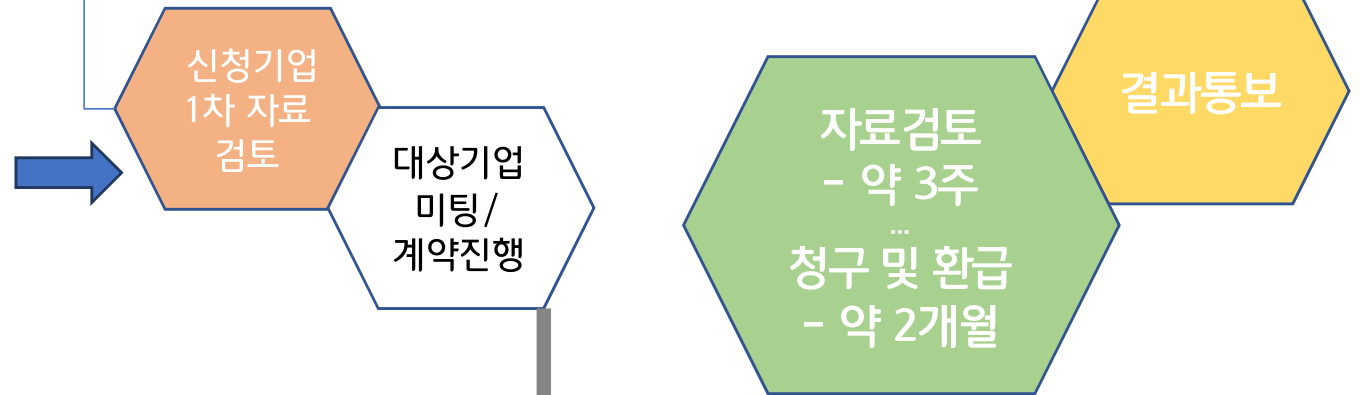 신청기업
1차 자료
검토
대상기업
미팅/
계약진행
자료검토
- 약 3주
...
청구 및 환급
- 약 2개월
결과통보